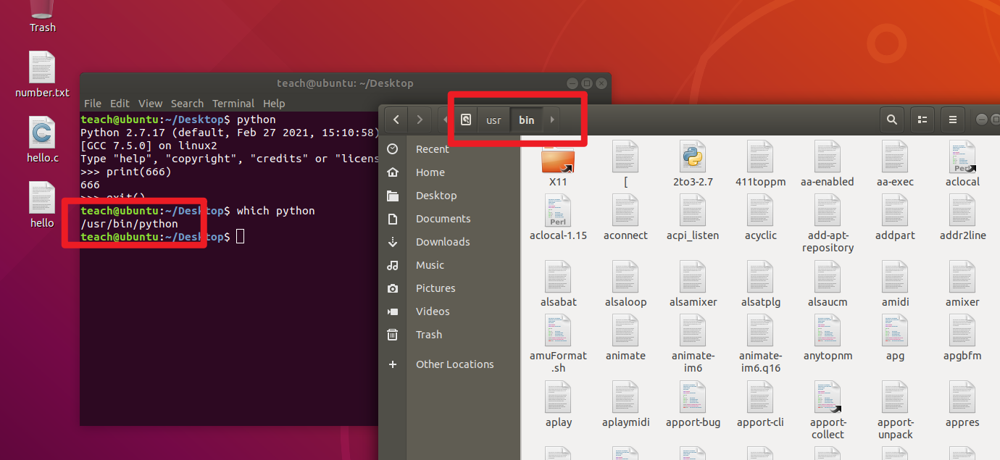 Trash
number.txt
hello.c
hello
teach@ubuntu: ~/Desktop
File Edit View Search Terminal Help
teach@ubuntu:~/Desktop$ python
Python 2.7.17 (default, Feb 27 2021, 15:10:58)
[GCC 7.5.0] on linux2
Type "help", "copyright", "credits" or "licens
>>> print(666)
666
>>> exit()
teach@ubuntu:~/Desktop$ which python
/usr/bin/python
teach@ubuntu:~/Desktop$
usr bin
Recent
Home
Desktop
Documents
Downloads
Music
Pictures
Videos
Trash
+ Other Locations
X11 [ 2to3-2.7 411toppm aa-enabled aa-exec aclocal
Perl
aclocal-1.15 aconnect acpi_listen acyclic add-apt-repository addpart addr2line
alsabat alsaloop alsamixer alsatplg alsaucm amidi amixer
amuFormat.sh animate animate-im6 animate-im6.q16 anytopnm apg apgbfm
aplay aplaymidi apport-bug apport-cli apport-collect apport-unpack appres